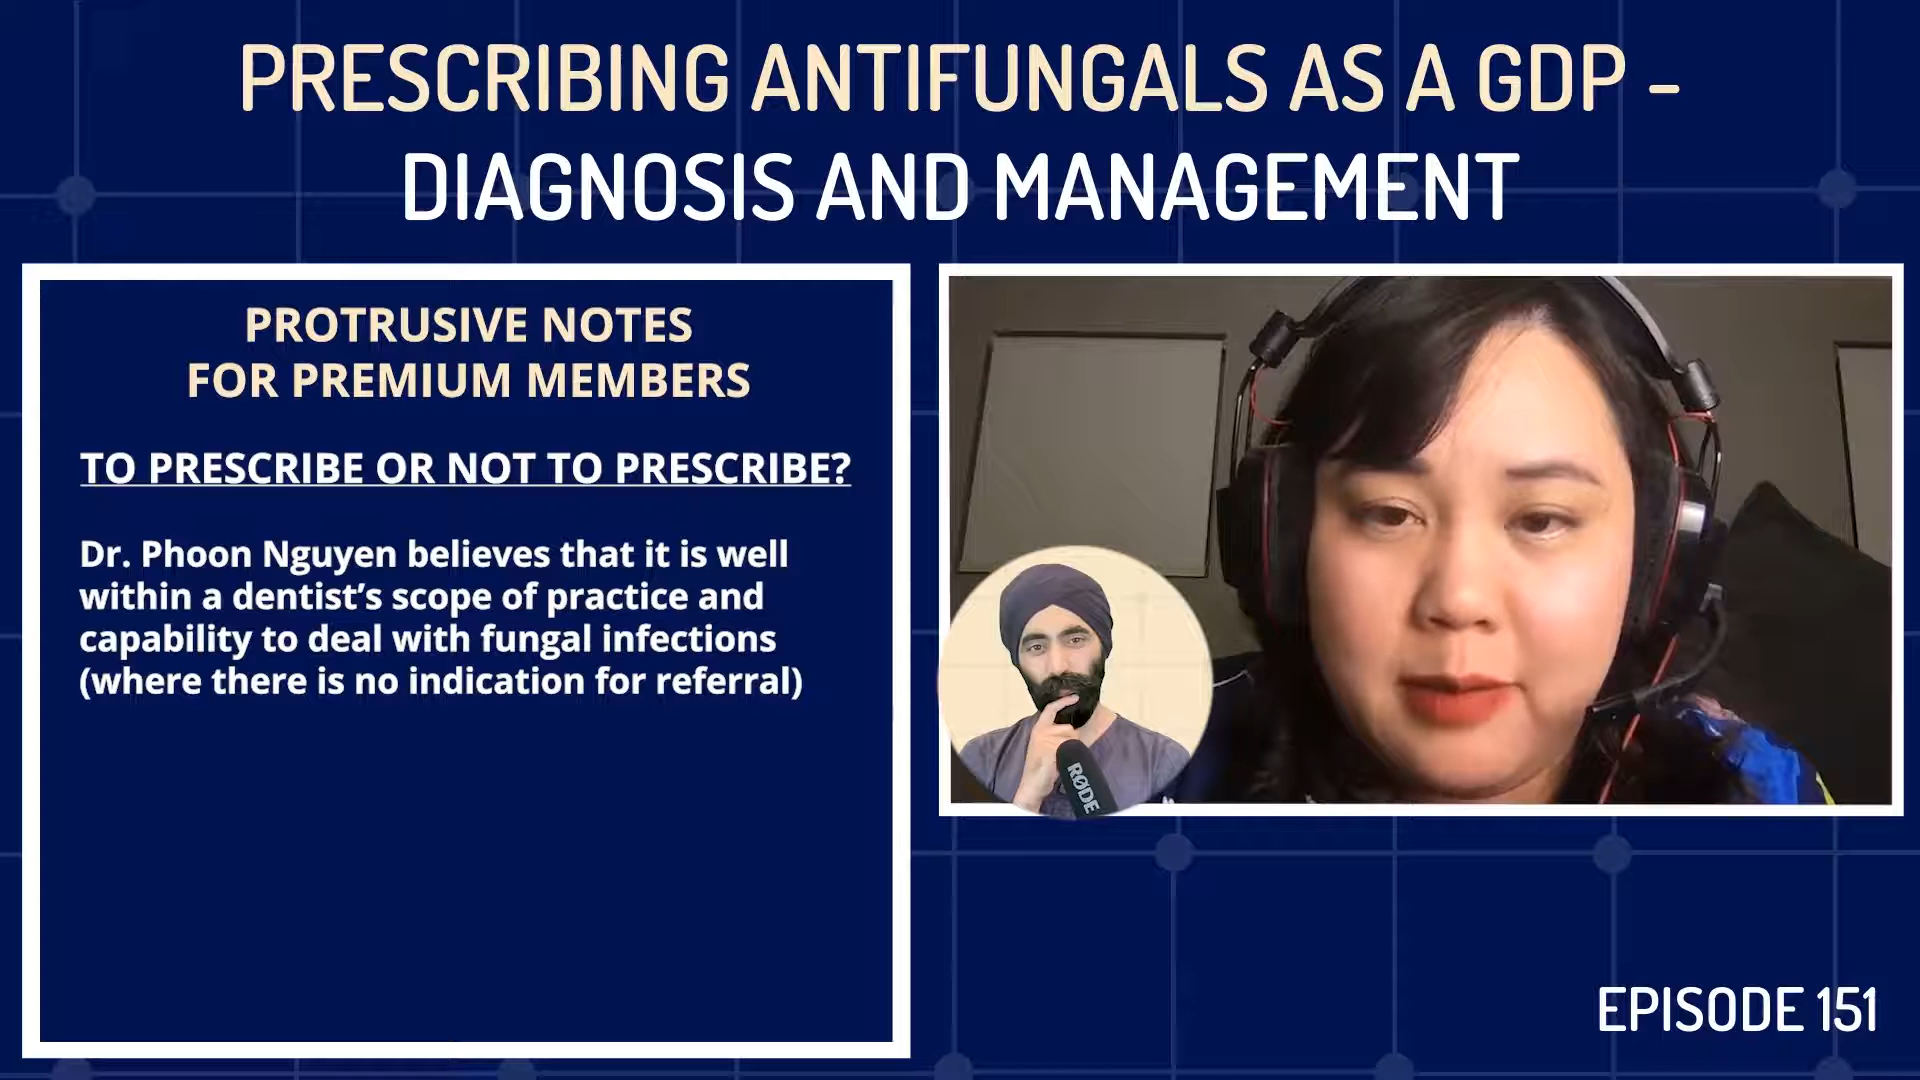 PRESCRIBING ANTIFUNGALS AS A GDP -
DIAGNOSIS AND MANAGEMENT
PROTRUSIVE NOTES
FOR PREMIUM MEMBERS
TO PRESCRIBE OR NOT TO PRESCRIBE?
Dr. Phoon Nguyen believes that it is well
within a dentist’s scope of practice and
capability to deal with fungal infections
(where there is no indication for referral)
RØDE
EPISODE 151